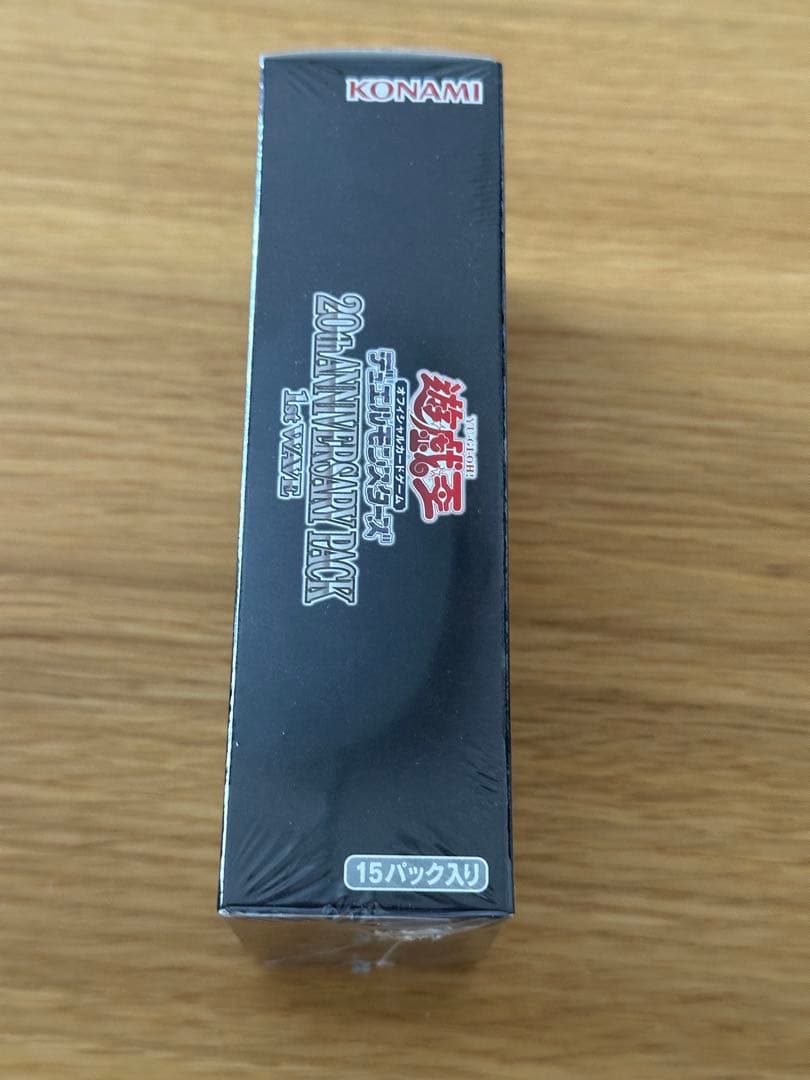 KONAMI
YU-GI-OH!
遊戯王
オフィシャルカードゲーム
デュエルモンスターズ
20th ANNIVERSARY PACK
1st WAVE
15パック入り